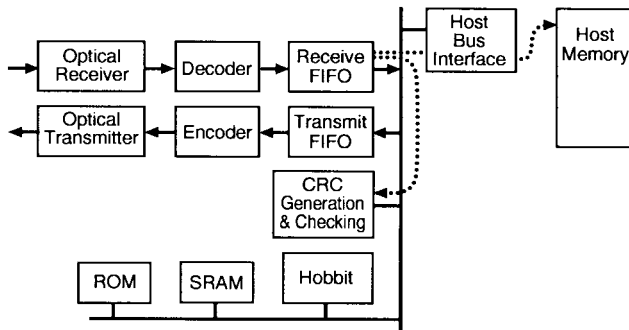 Optical
Receiver
Decoder
Receive
FIFO
Host
Bus
Interface
Host
Memory
Optical
Transmitter
Encoder
Transmit
FIFO
CRC
Generation
& Checking
ROM
SRAM
Hobbit